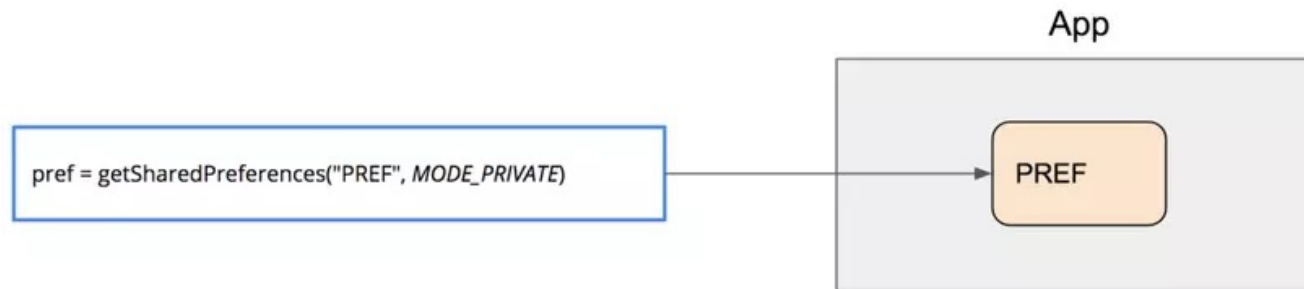 App
pref = getSharedPreferences("PREF", MODE_PRIVATE)
PREF